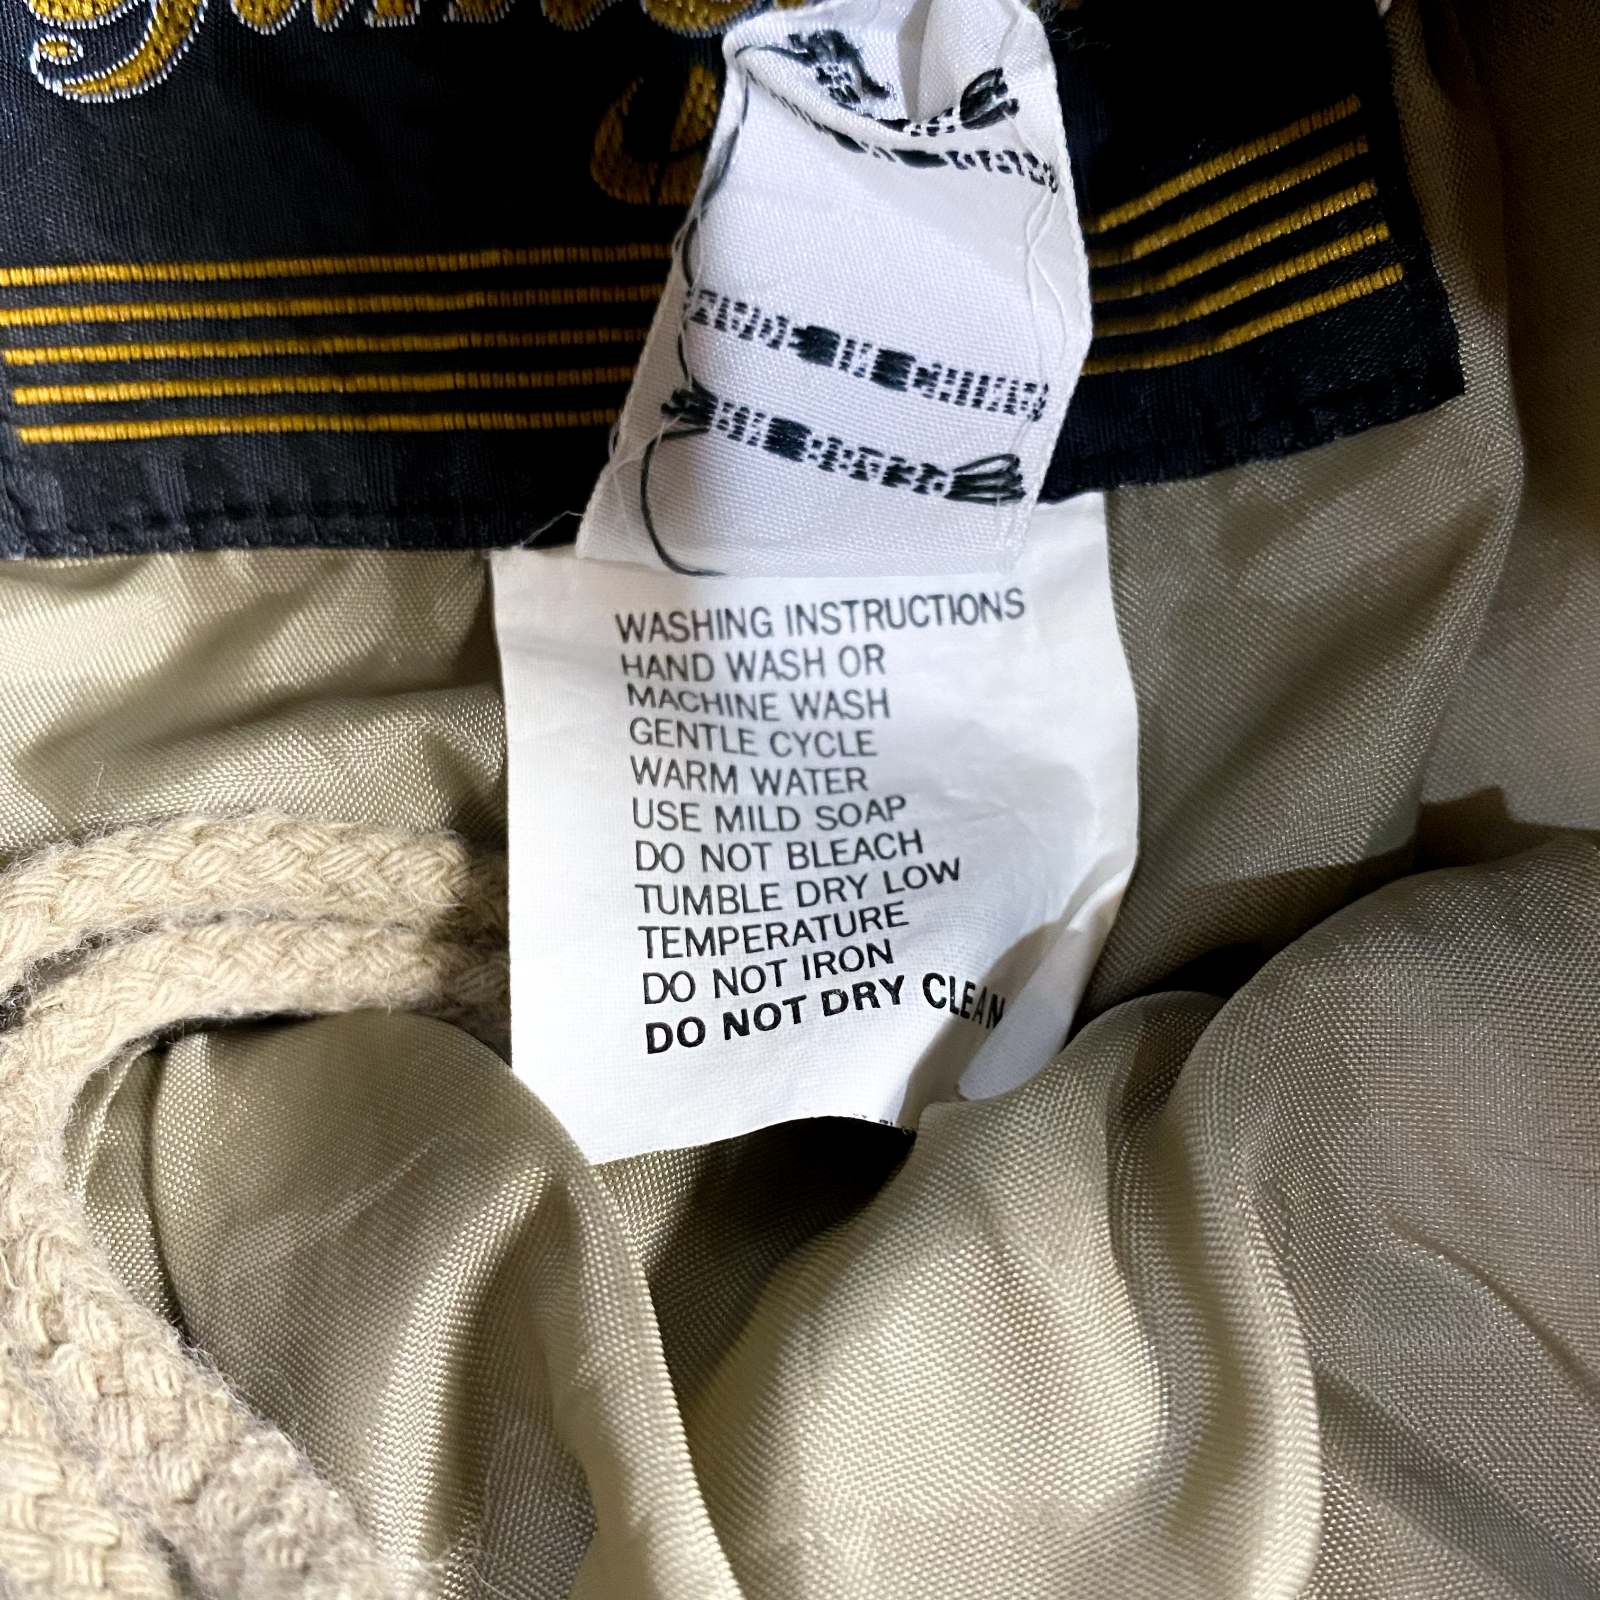 WASHING INSTRUCTIONS
HAND WASH OR
MACHINE WASH
GENTLE CYCLE
WARM WATER
USE MILD SOAP
DO NOT BLEACH
TUMBLE DRY LOW
TEMPERATURE
DO NOT IRON
DO NOT DRY CLEAN